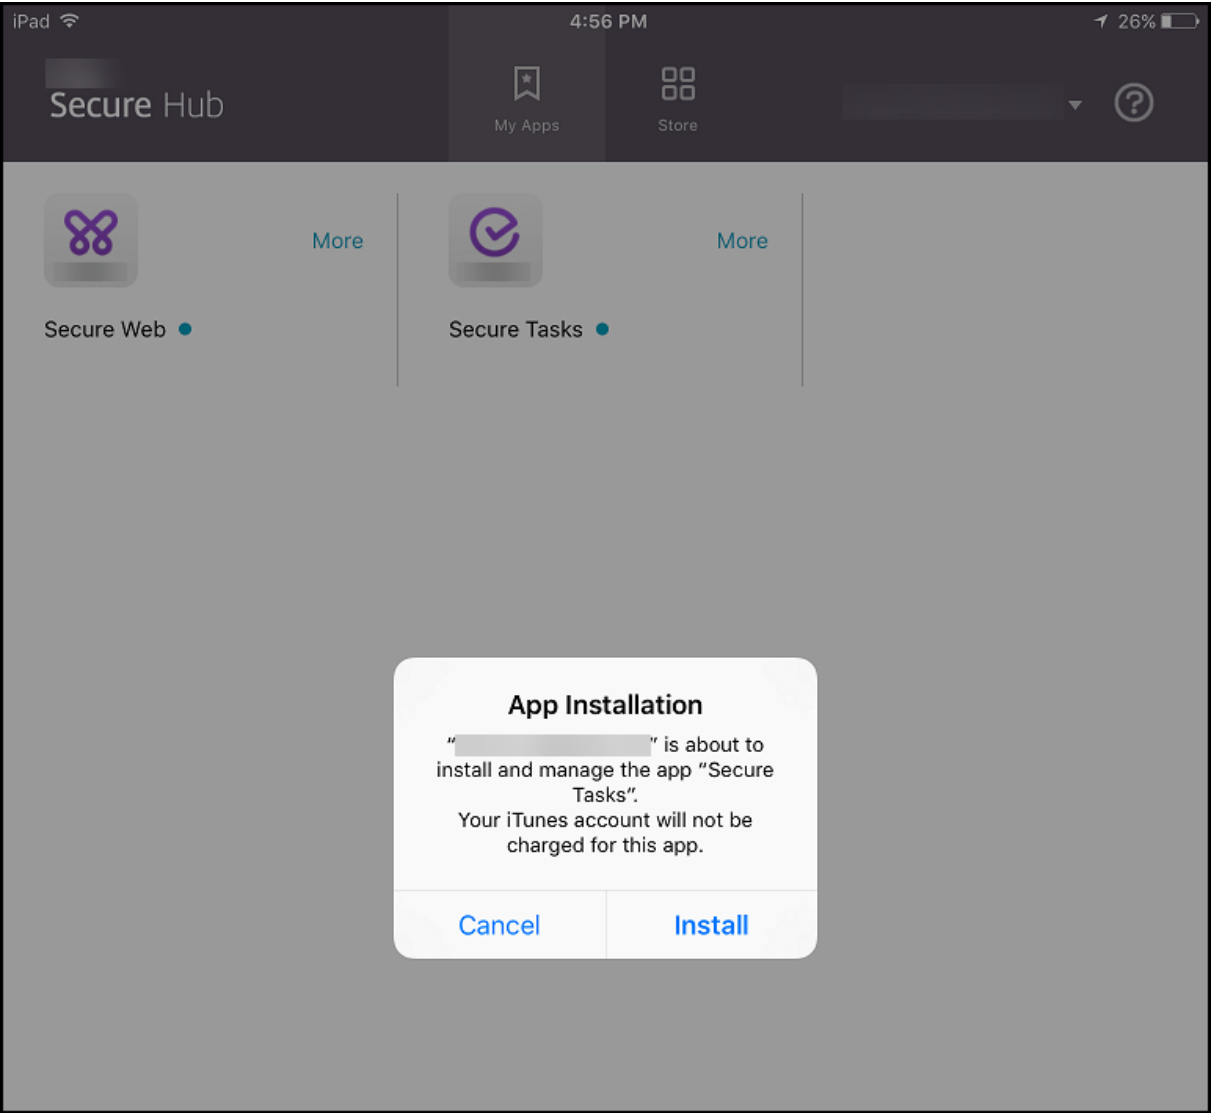 iPad 4:56 PM 26%
Secure Hub
My Apps
Store
More
More
Secure Web
Secure Tasks
App Installation
“ ” is about to
install and manage the app “Secure
Tasks”.
Your iTunes account will not be
charged for this app.
Cancel
Install